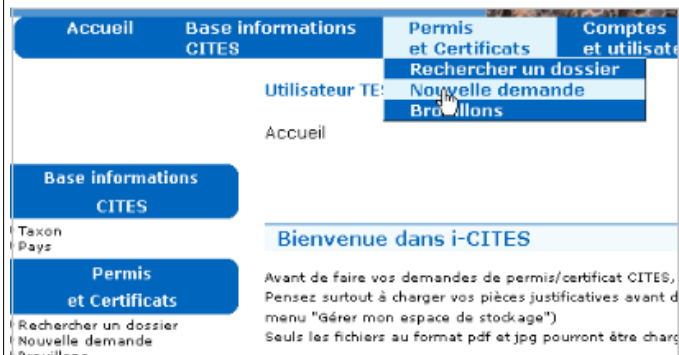 Accueil
Base informations
CITES
Permis
et Certificats
Comptes
et utilisate
Rechercher un dossier
Nouvelle demande
Brouillons
Utilisateur TE
Accueil
Base informations
CITES
Taxon
Pays
Permis
et Certificats
Rechercher un dossier
Nouvelle demande
Brouillons
Bienvenue dans i-CITES
Avant de faire vos demandes de permis/certificat CITES,
Pensez surtout à charger vos pièces justificatives avant d
menu "Gérer mon espace de stockage")
Seuls les fichiers au format pdf et jpg pourront être charg